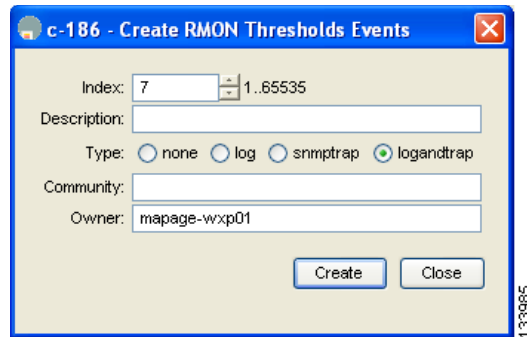 c-186 - Create RMON Thresholds Events
Index: 7 1..65535
Description:
Type: none log snmptrap logandtrap
Community:
Owner: mapage-wxp01
Create Close
133985